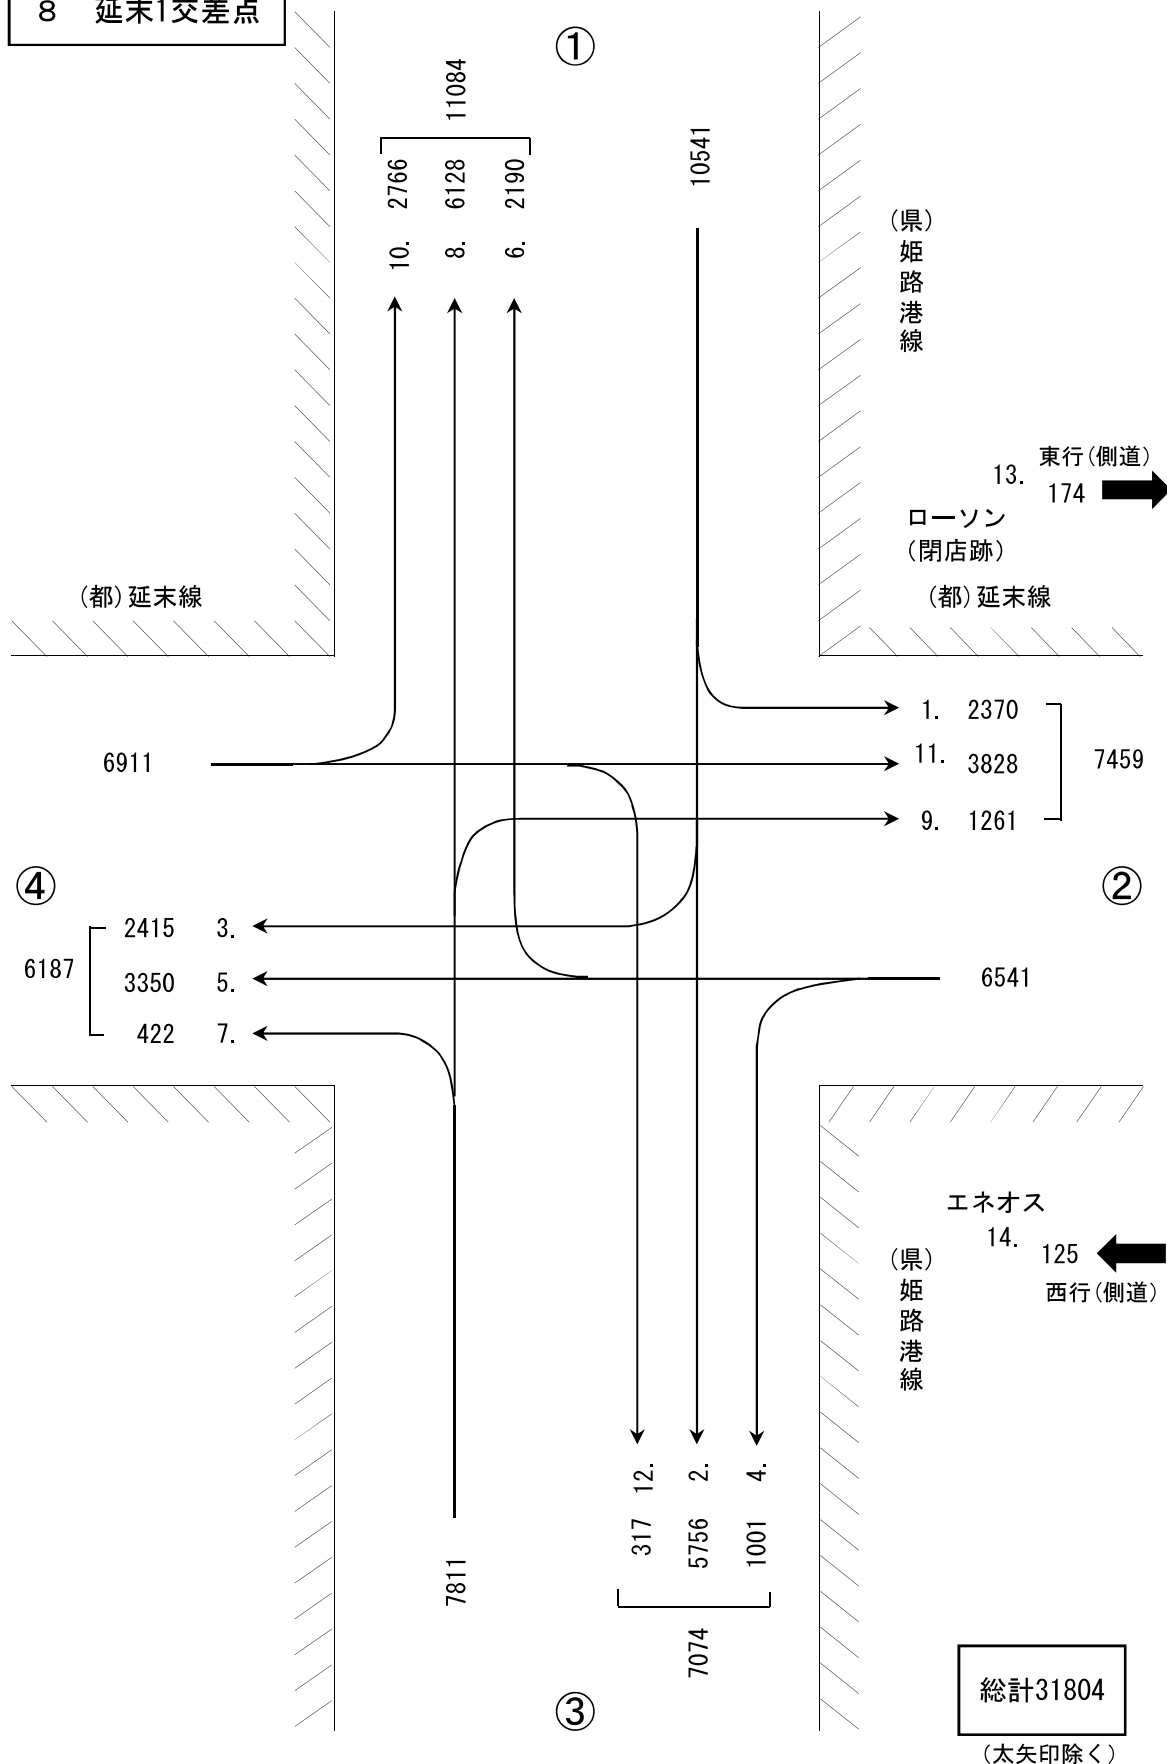 8 延末1交差点
①
11084
10. 2766
8. 6128
6. 2190
10541
(県)姫路港線
13. 東行(側道)
174
ローソン
(閉店跡)
(都)延末線
(都)延末線
6911
1. 2370
11. 3828
9. 1261
7459
④
②
2415 3.
3350 5.
422 7.
6187
6541
エネオス
14. 125
西行(側道)
(県)姫路港線
12. 317
2. 5756
4. 1001
7074
7811
③
総計31804
(太矢印除く)